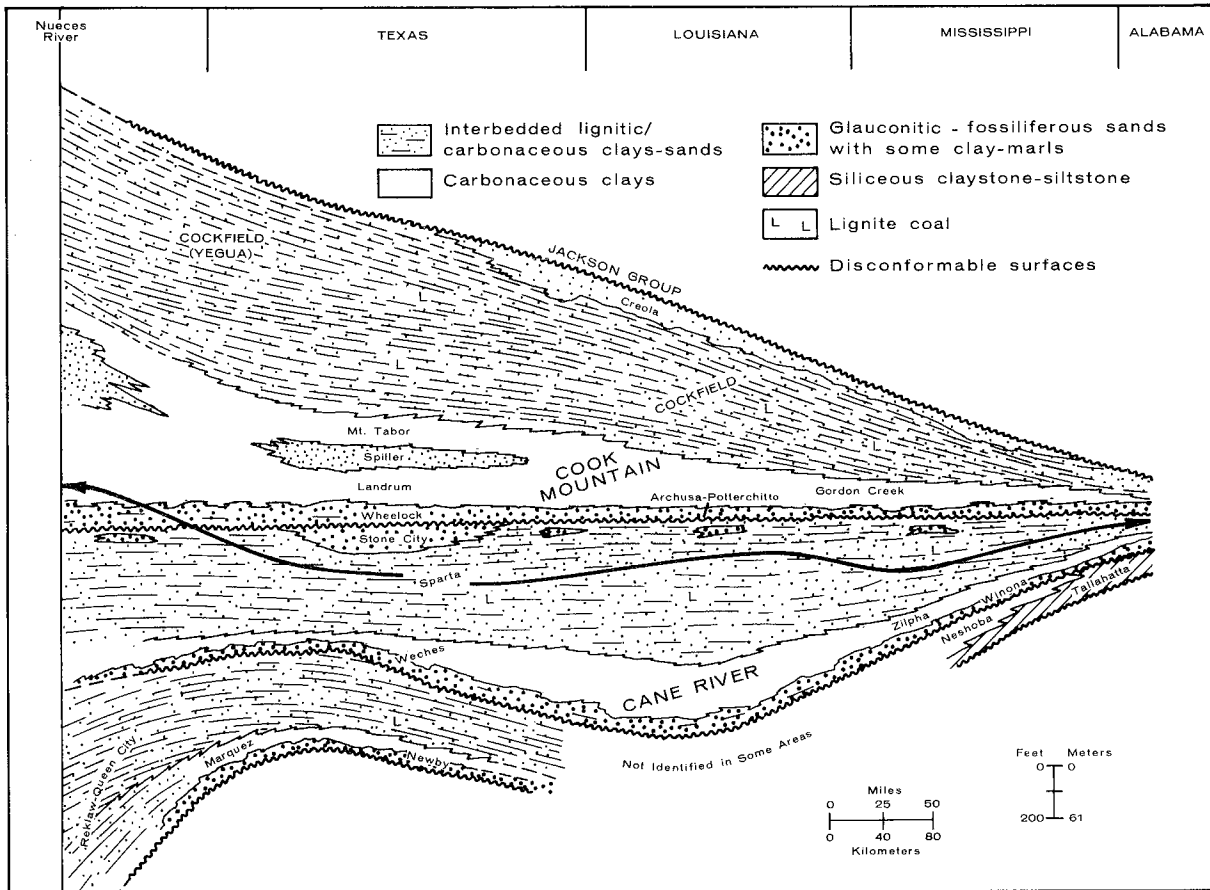 Nueces
River
TEXAS
LOUISIANA
MISSISSIPPI
ALABAMA
Interbedded lignitic/
carbonaceous clays-sands
Carbonaceous clays
Glauconitic - fossiliferous sands
with some clay-marls
Siliceous claystone-siltstone
L L
Lignite coal
Disconformable surfaces
COCKFIELD
(YEGUA)
JACKSON GROUP
Creola
L
L
COCKFIELD
L
L
Mt. Tabor
Spiller
COOK
MOUNTAIN
Landrum
Archusa-Potterchitto
Gordon Creek
Wheelock
Stone City
L
Sparta
L
L
L
Zilpha
Winona
Neshoba
Tallahatta
Weches
CANE RIVER
Not Identified in Some Areas
L
Marquez
Newby
Reklaw-Queen City
Feet Meters
0 0
200 61
Miles
0 25 50
0 40 80
Kilometers